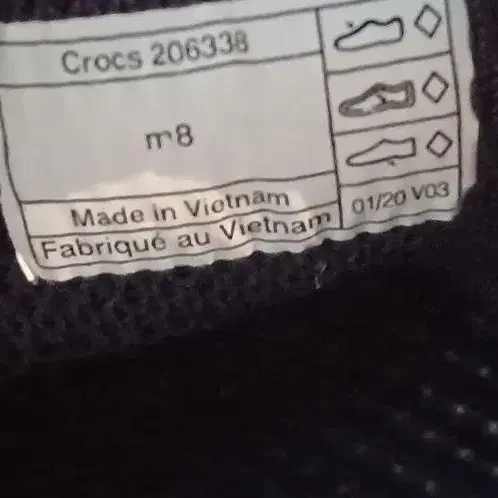 Crocs 206338
m8
Made in Vietnam
Fabriqué au Vietnam
01/20 V03